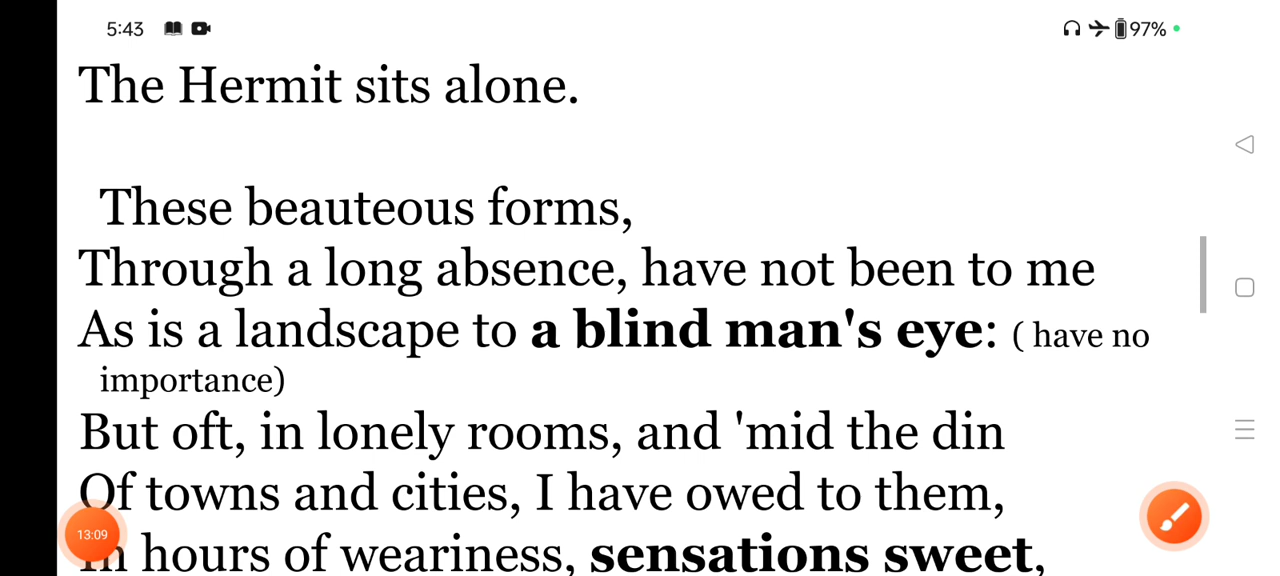 5:43
97%
The Hermit sits alone.
These beauteous forms,
Through a long absence, have not been to me
As is a landscape to a blind man's eye: ( have no
importance)
But oft, in lonely rooms, and 'mid the din
Of towns and cities, I have owed to them,
In hours of weariness, sensations sweet,
13:09